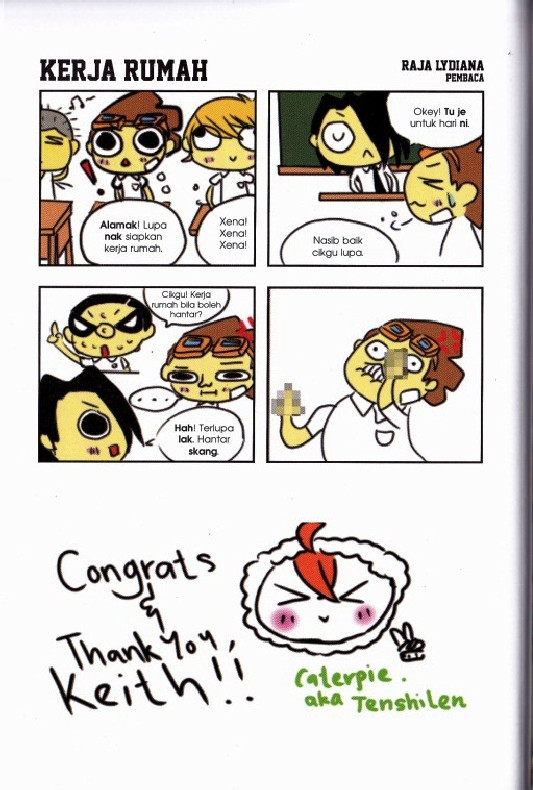 KERJA RUMAH
RAJA LYDIANA
PEMBACA
Alamak! Lupa
nak siapkan
kerja rumah.
Xena!
Xena!
Xena!
Okey! Tu je
untuk hari ni.
Nasib baik
cikgu lupa.
Cikgu! Kerja
rumah bila boleh
hantar?
...
Hah! Terlupa
lak. Hantar
skang.
Congrats
&
Thank You,
Keith!!
Caterpie.
aka Tenshilen